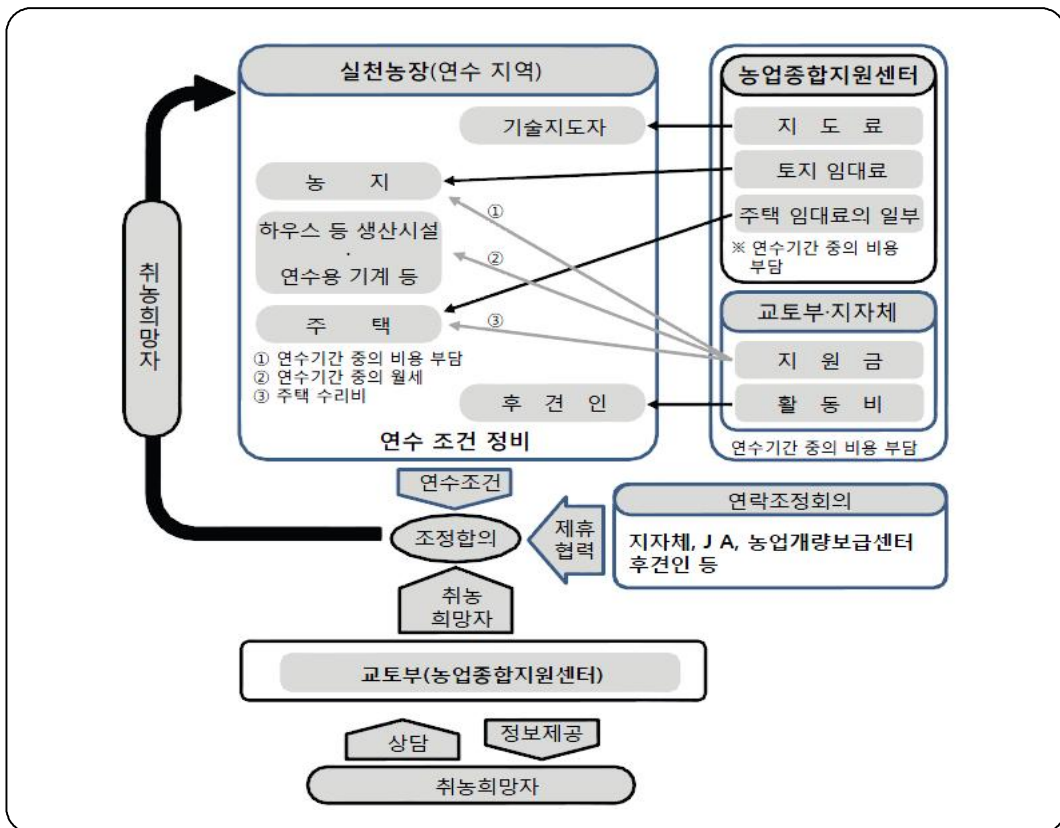 실천농장(연수 지역)
기술지도자
농 지
하우스 등 생산시설
·
연수용 기계 등
주 택
① 연수기간 중의 비용 부담
② 연수기간 중의 월세
③ 주택 수리비
후 견 인
연수 조건 정비
①
②
③
농업종합지원센터
지 도 료
토지 임대료
주택 임대료의 일부
※ 연수기간 중의 비용
부담
교토부·지자체
지 원 금
활 동 비
연수기간 중의 비용 부담
취농희망자
연수조건
조정합의
제휴
협력
연락조정회의
지자체, J A, 농업개량보급센터
후견인 등
취농
희망자
교토부(농업종합지원센터)
상담
정보제공
취농희망자